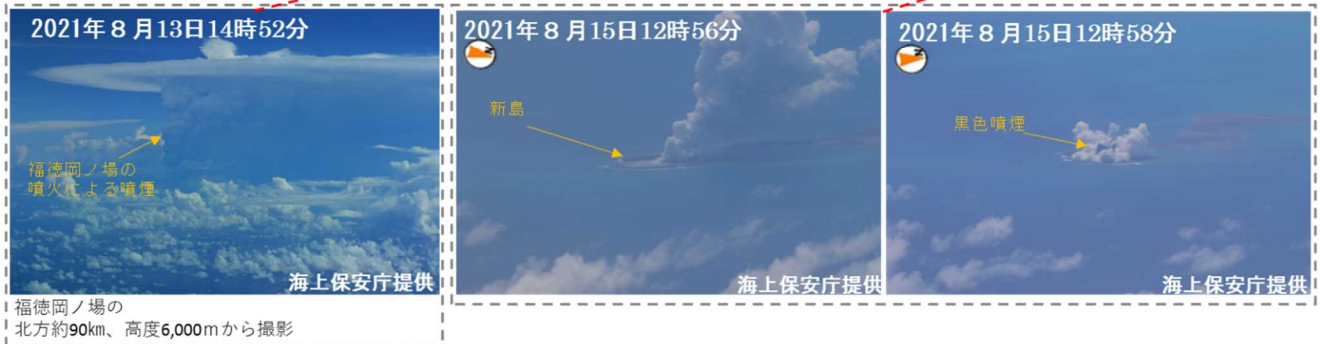 2021年8月13日14時52分
福徳岡ノ場の
噴火による噴煙
海上保安庁提供
福徳岡ノ場の
北方約90㎞、高度6,000mから撮影
2021年8月15日12時56分
N
新島
海上保安庁提供
2021年8月15日12時58分
N
黒色噴煙
海上保安庁提供